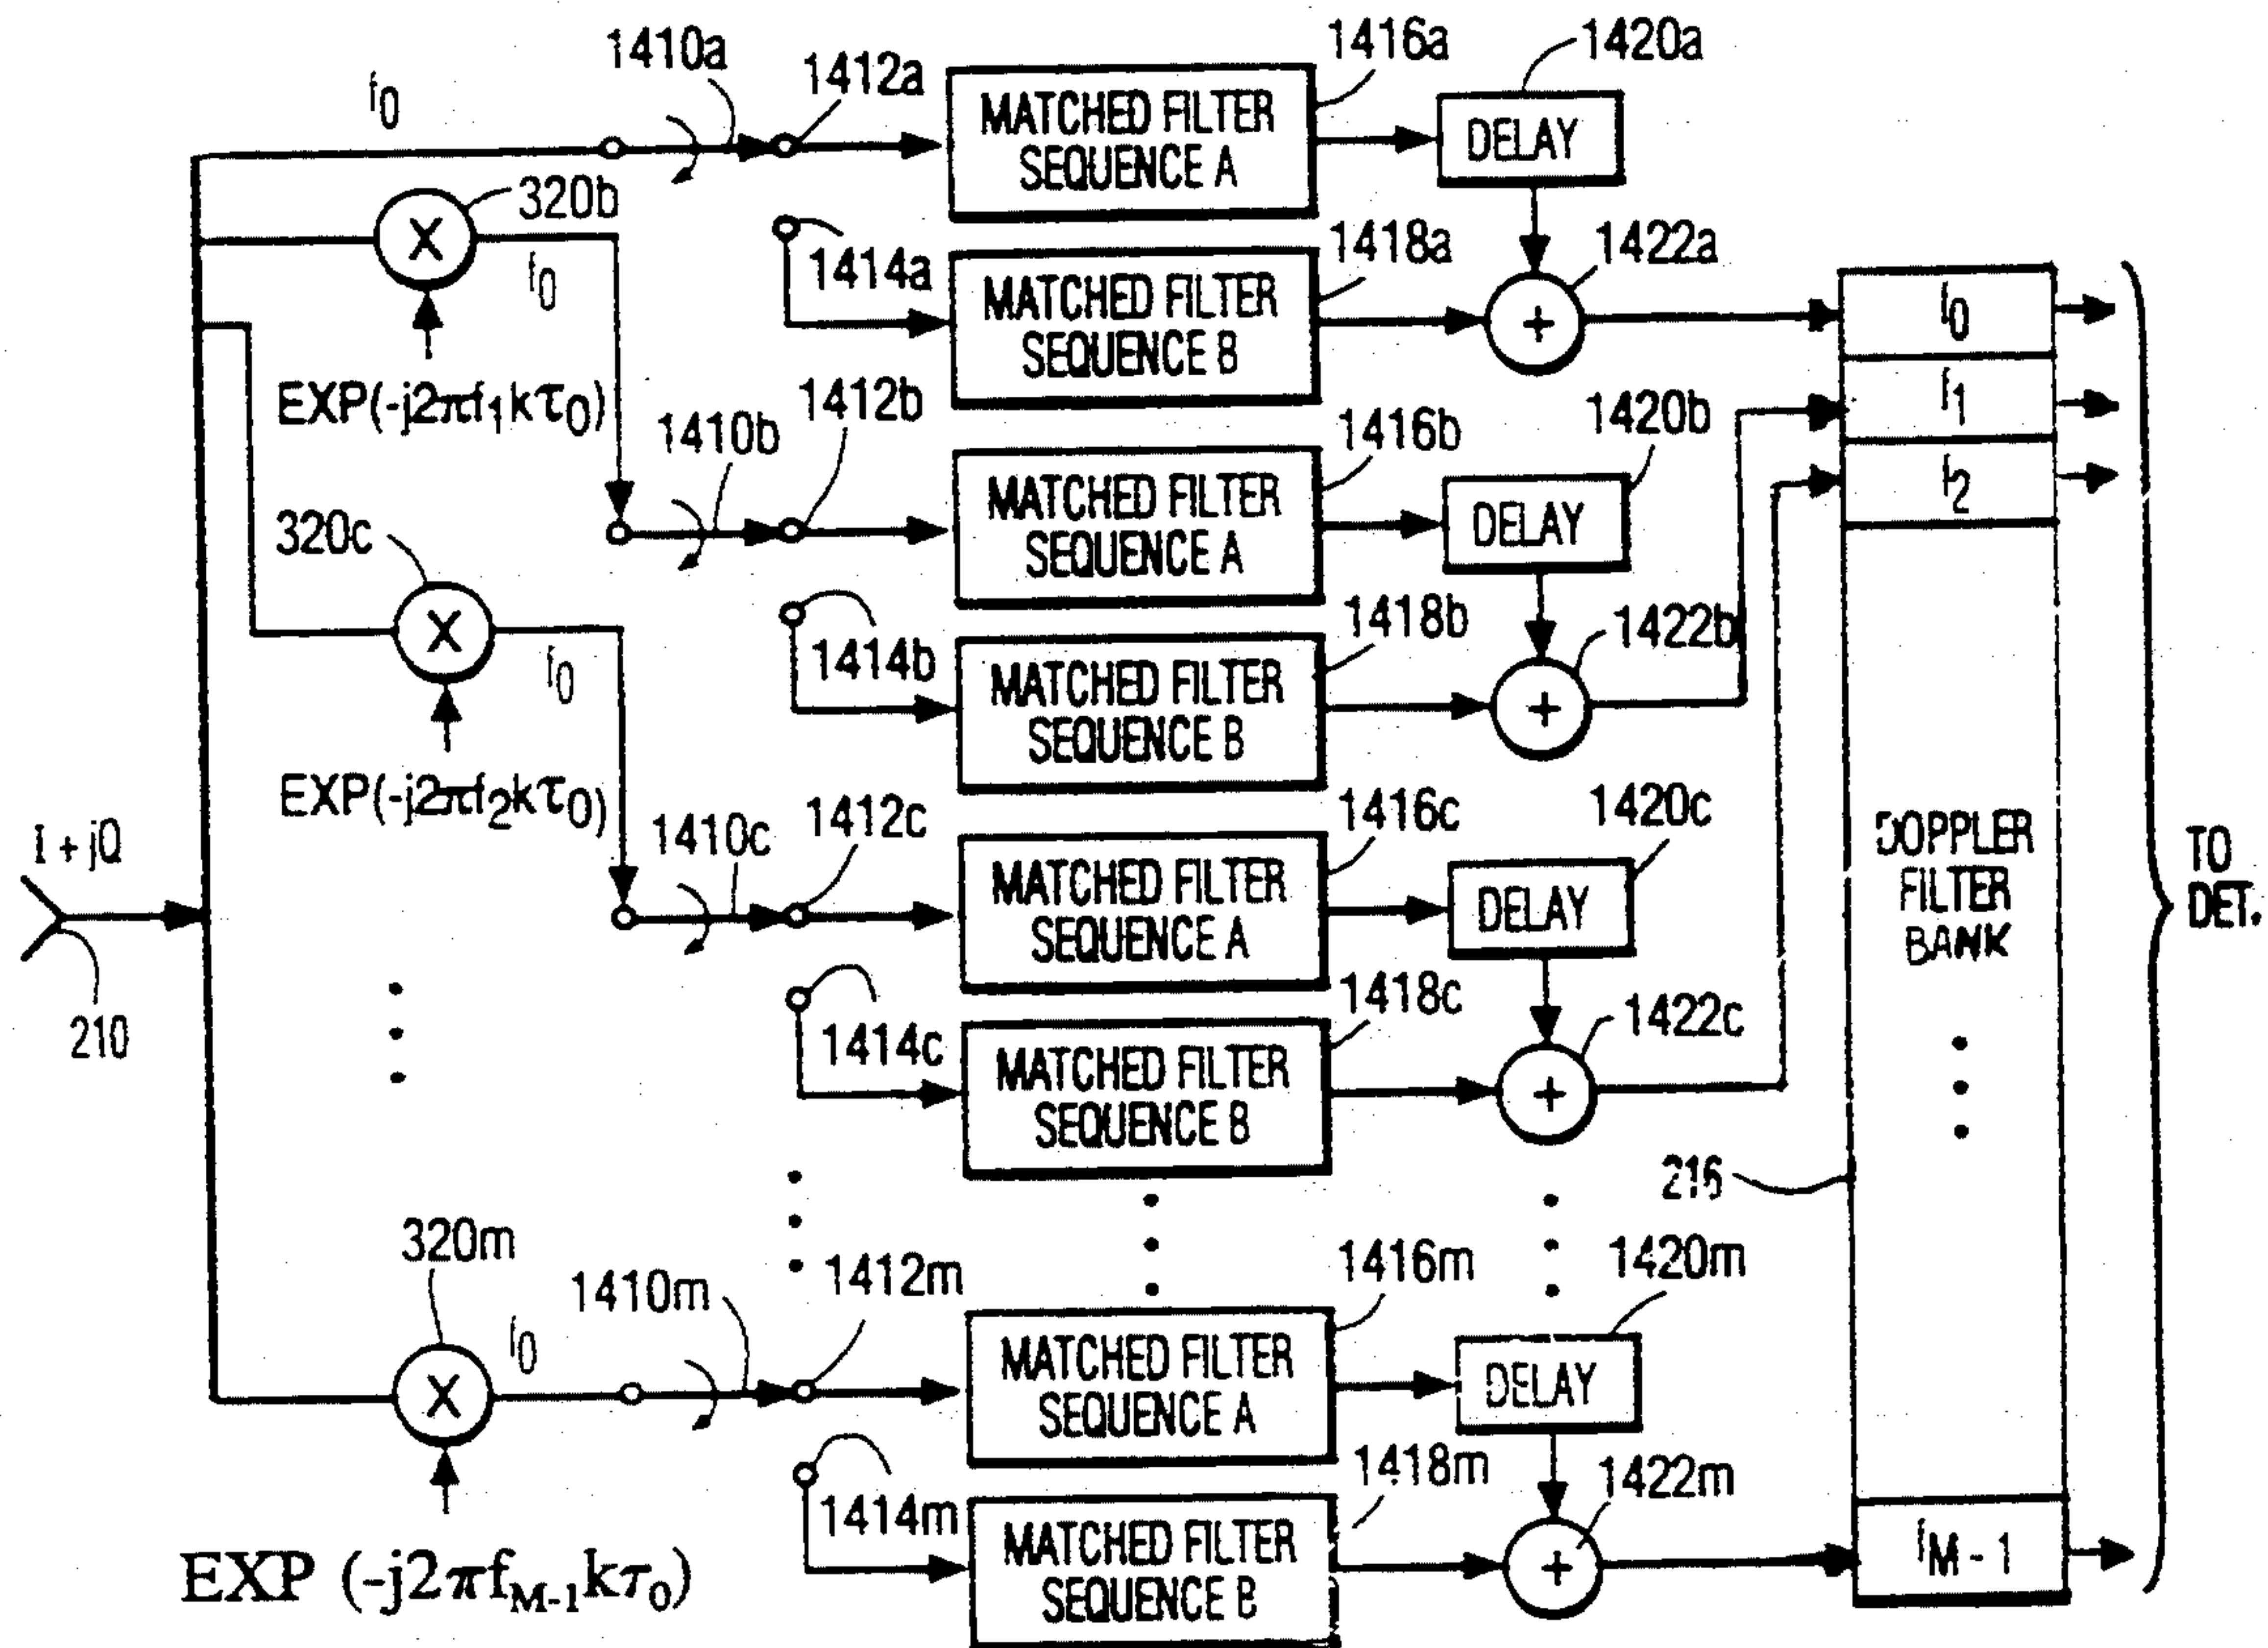 1410a
1412a
1416a
1420a
f0
MATCHED FILTER
SEQUENCE A
DELAY
320b
X
f0
1414a
1418a
1422a
MATCHED FILTER
SEQUENCE B
+
f0
EXP(-j2πf1kτ0)
1410b
1412b
1416b
1420b
f1
MATCHED FILTER
SEQUENCE A
DELAY
f2
320c
X
f0
1414b
1418b
1422b
MATCHED FILTER
SEQUENCE B
+
EXP(-j2πf2kτ0)
1410c
1412c
1416c
1420c
I + jQ
MATCHED FILTER
SEQUENCE A
DELAY
DOPPLER
FILTER
BANK
TO
DET.
210
1414c
1418c
1422c
MATCHED FILTER
SEQUENCE B
+
216
320m
X
f0
1410m
1412m
1416m
1420m
MATCHED FILTER
SEQUENCE A
DELAY
1414m
1418m
1422m
EXP (-j2πfM-1kτ0)
MATCHED FILTER
SEQUENCE B
+
fM-1